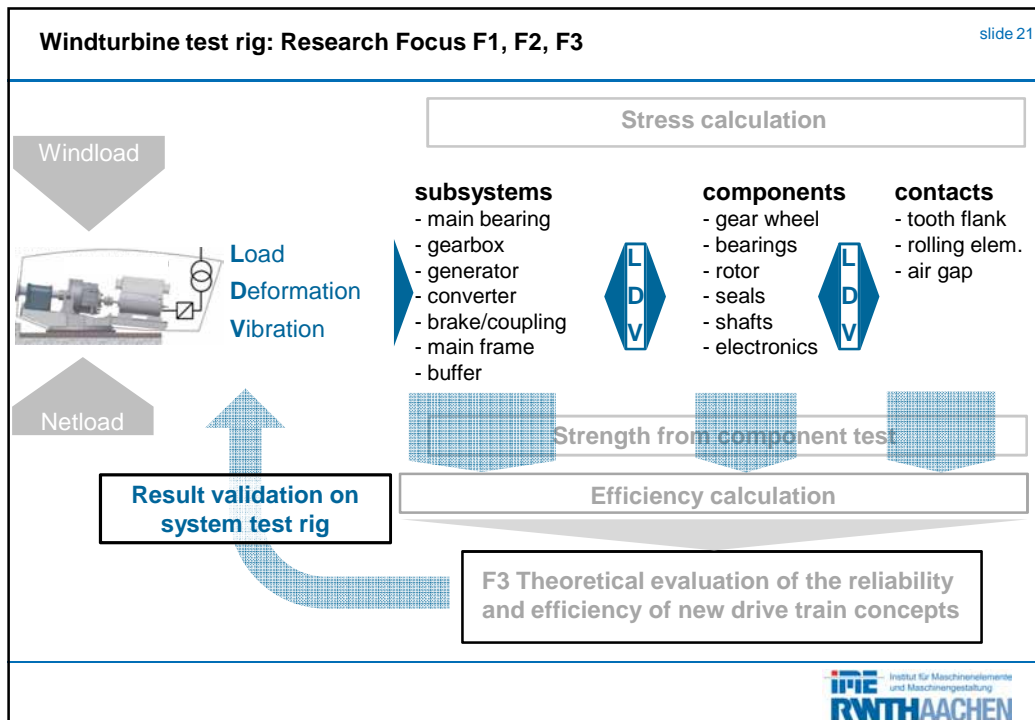 Windturbine test rig: Research Focus F1, F2, F3
slide 21
Stress calculation
Windload
Load
Deformation
Vibration
Netload
subsystems
- main bearing
- gearbox
- generator
- converter
- brake/coupling
- main frame
- buffer
L
D
V
components
- gear wheel
- bearings
- rotor
- seals
- shafts
- electronics
L
D
V
contacts
- tooth flank
- rolling elem.
- air gap
Strength from component test
Efficiency calculation
Result validation on
system test rig
F3 Theoretical evaluation of the reliability
and efficiency of new drive train concepts
iME
Institut für Maschinenelemente
und Maschinengestaltung
RWTHAACHEN